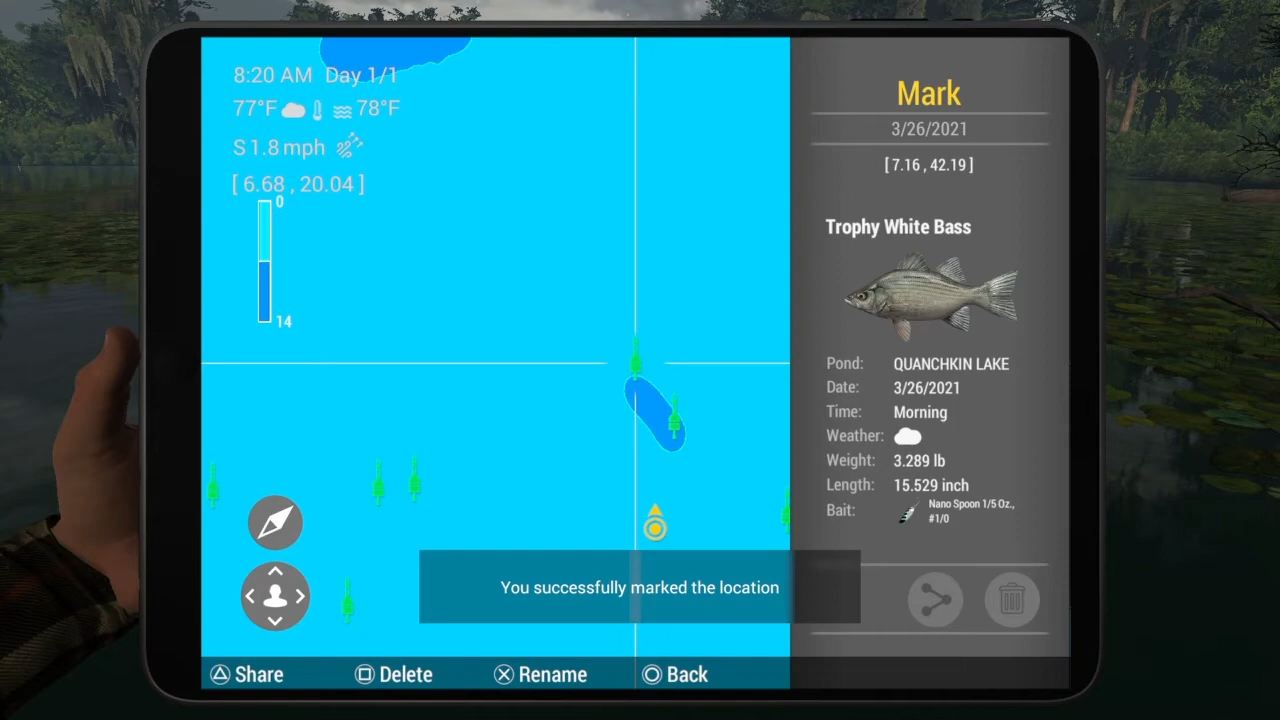 8:20 AM Day 1/1
77°F 78°F
S 1.8 mph
[ 6.68 , 20.04 ]
0
14
You successfully marked the location
Share
Delete
Rename
Back
Mark
3/26/2021
[ 7.16 , 42.19 ]
Trophy White Bass
Pond: QUANCHKIN LAKE
Date: 3/26/2021
Time: Morning
Weather:
Weight: 3.289 lb
Length: 15.529 inch
Bait: Nano Spoon 1/5 Oz.,
#1/0